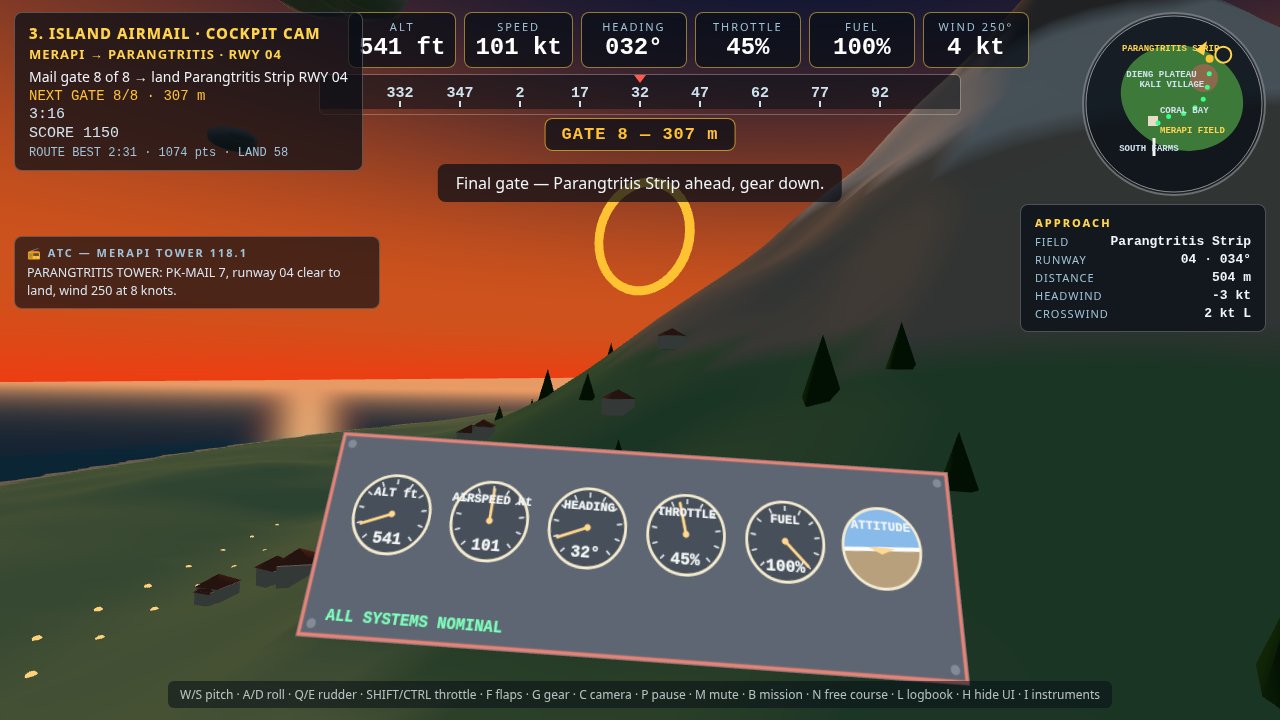 3. ISLAND AIRMAIL · COCKPIT CAM
MERAPI → PARANGTRITIS · RWY 04
Mail gate 8 of 8 → land Parangtritis Strip RWY 04
NEXT GATE 8/8 · 307 m
3:16
SCORE 1150
ROUTE BEST 2:31 · 1074 pts · LAND 58
ALT
541 ft
SPEED
101 kt
HEADING
032°
THROTTLE
45%
FUEL
100%
WIND 250°
4 kt
332 347 2 17 32 47 62 77 92
GATE 8 — 307 m
Final gate — Parangtritis Strip ahead, gear down.
PARANGTRITIS STRIP
DIENG PLATEAU
KALI VILLAGE
CORAL BAY
MERAPI FIELD
SOUTH FARMS
APPROACH
FIELD Parangtritis Strip
RUNWAY 04 · 034°
DISTANCE 504 m
HEADWIND -3 kt
CROSSWIND 2 kt L
📻 ATC — MERAPI TOWER 118.1
PARANGTRITIS TOWER: PK-MAIL 7, runway 04 clear to
land, wind 250 at 8 knots.
ALT ft
541
AIRSPEED kt
101
HEADING
32°
THROTTLE
45%
FUEL
100%
ATTITUDE
ALL SYSTEMS NOMINAL
W/S pitch · A/D roll · Q/E rudder · SHIFT/CTRL throttle · F flaps · G gear · C camera · P pause · M mute · B mission · N free course · L logbook · H hide UI · I instruments